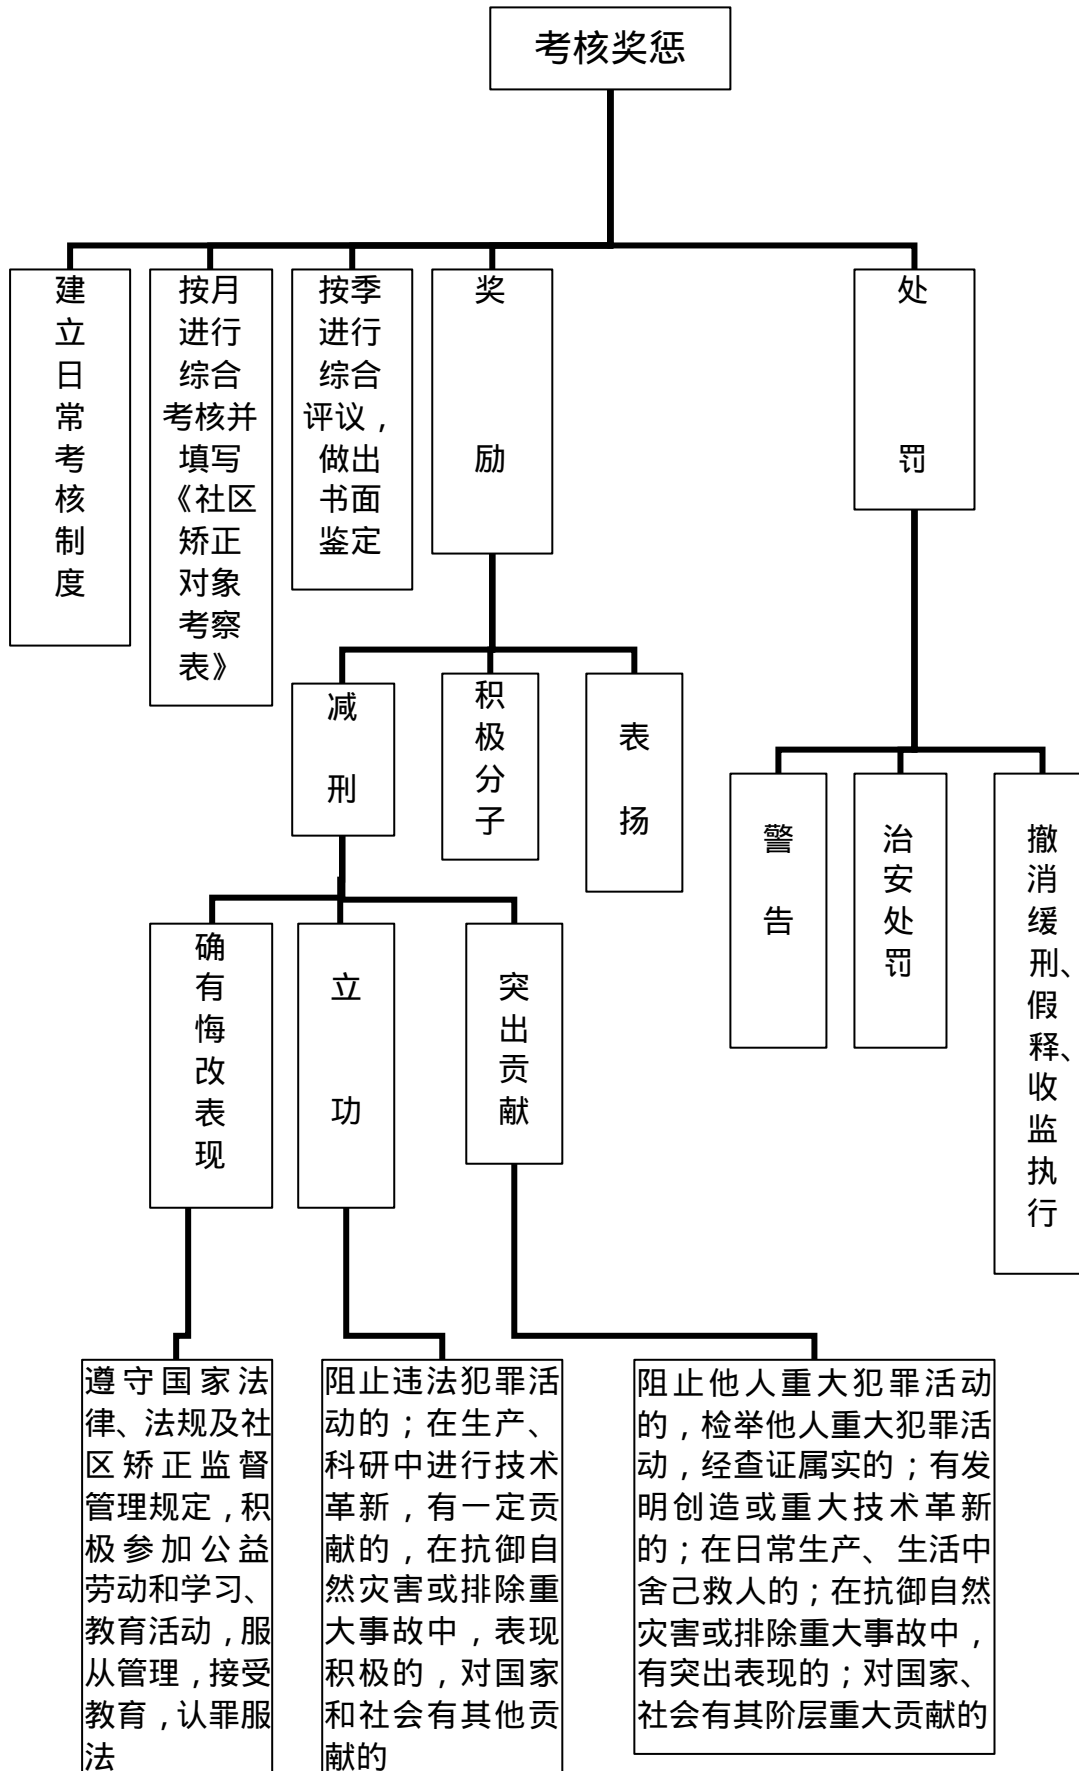 考核奖惩
建立日常考核制度
按月
进行
综合
考核并
填写
《社区
矫正
对象
考察
表》
按季
进行
综合
评议，
做出
书面
鉴定
奖励
处罚
减刑
积极分子
表扬
警告
治安处罚
撤消缓刑、假释、收监执行
确有悔改表现
立功
突出贡献
遵守国家法
律、法规及社
区矫正监督
管理规定，积
极参加公益
劳动和学习、
教育活动，服
从管理，接受
教育，认罪服
法
阻止违法犯罪活
动的；在生产、
科研中进行技术
革新，有一定贡
献的，在抗御自
然灾害或排除重
大事故中，表现
积极的，对国家
和社会有其他贡
献的
阻止他人重大犯罪活动
的，检举他人重大犯罪活
动，经查证属实的；有发
明创造或重大技术革新
的；在日常生产、生活中
舍己救人的；在抗御自然
灾害或排除重大事故中，
有突出表现的；对国家、
社会有其阶层重大贡献的